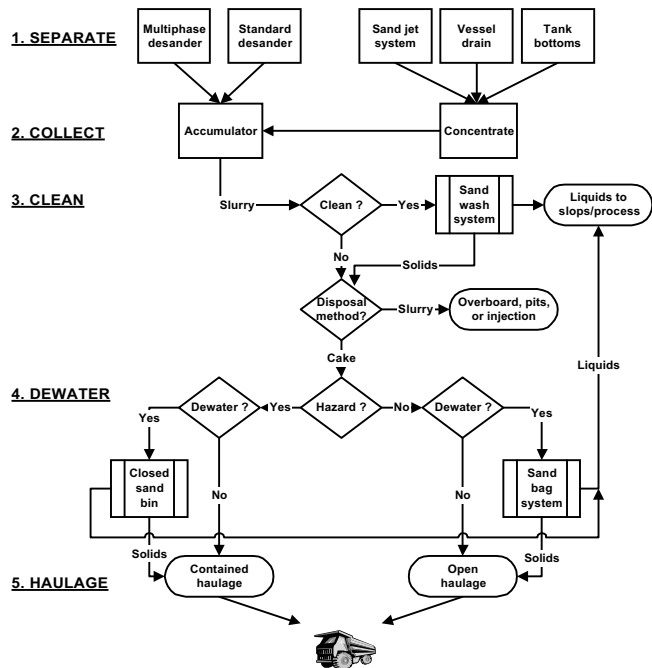 1. SEPARATE
Multiphase
desander
Standard
desander
Sand jet
system
Vessel
drain
Tank
bottoms
2. COLLECT
Accumulator
Concentrate
3. CLEAN
Slurry
Clean ?
Yes
Sand
wash
system
Liquids to
slops/process
No
Solids
Disposal
method?
Slurry
Overboard, pits,
or injection
Cake
Liquids
4. DEWATER
Dewater ?
Yes
Hazard ?
No
Dewater ?
Yes
Yes
Closed
sand
bin
No
No
Sand
bag
system
Solids
Solids
5. HAULAGE
Contained
haulage
Open
haulage